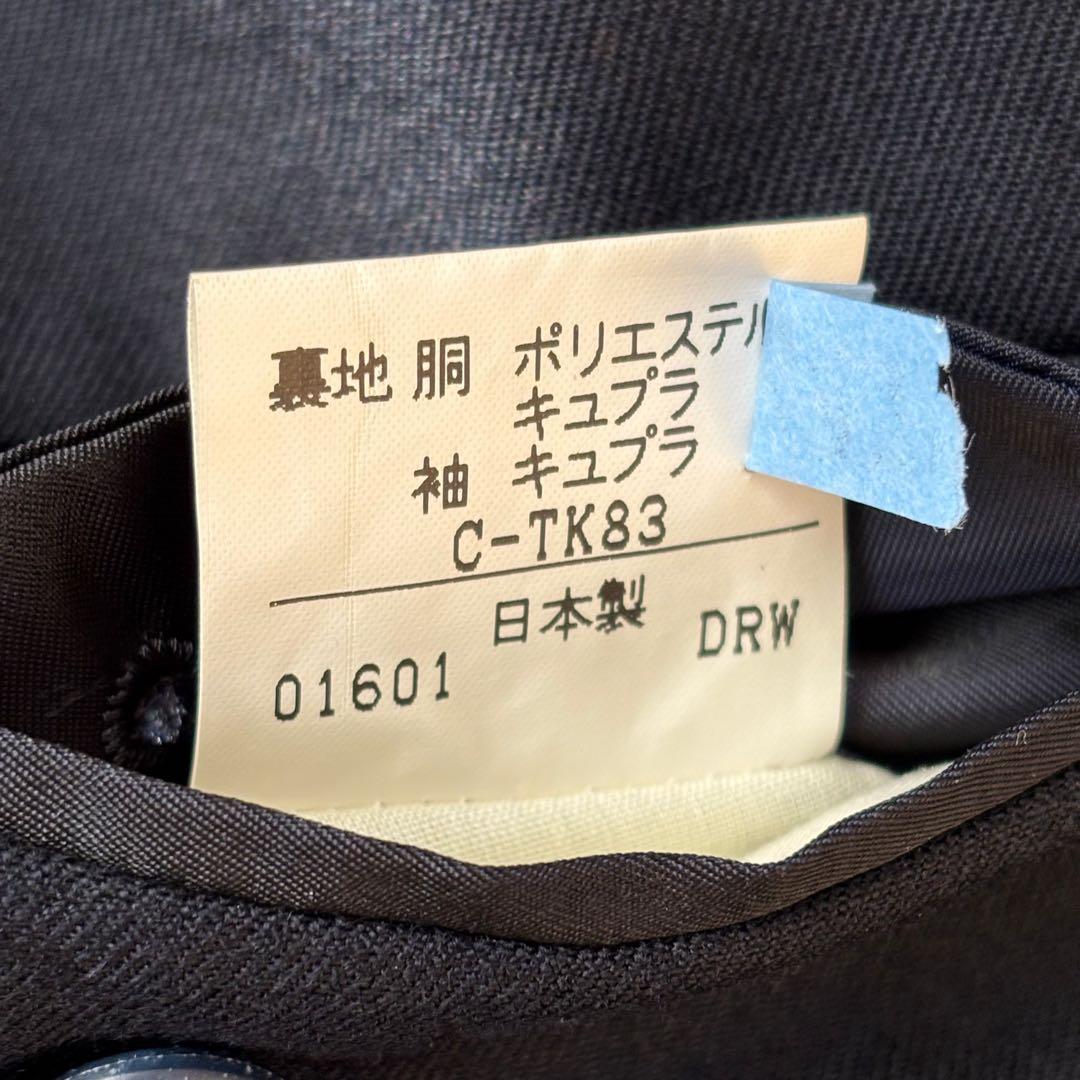 裏地 胴 ポリエステル
キュプラ
袖 キュプラ
C-TK83
日本製
01601 DRW